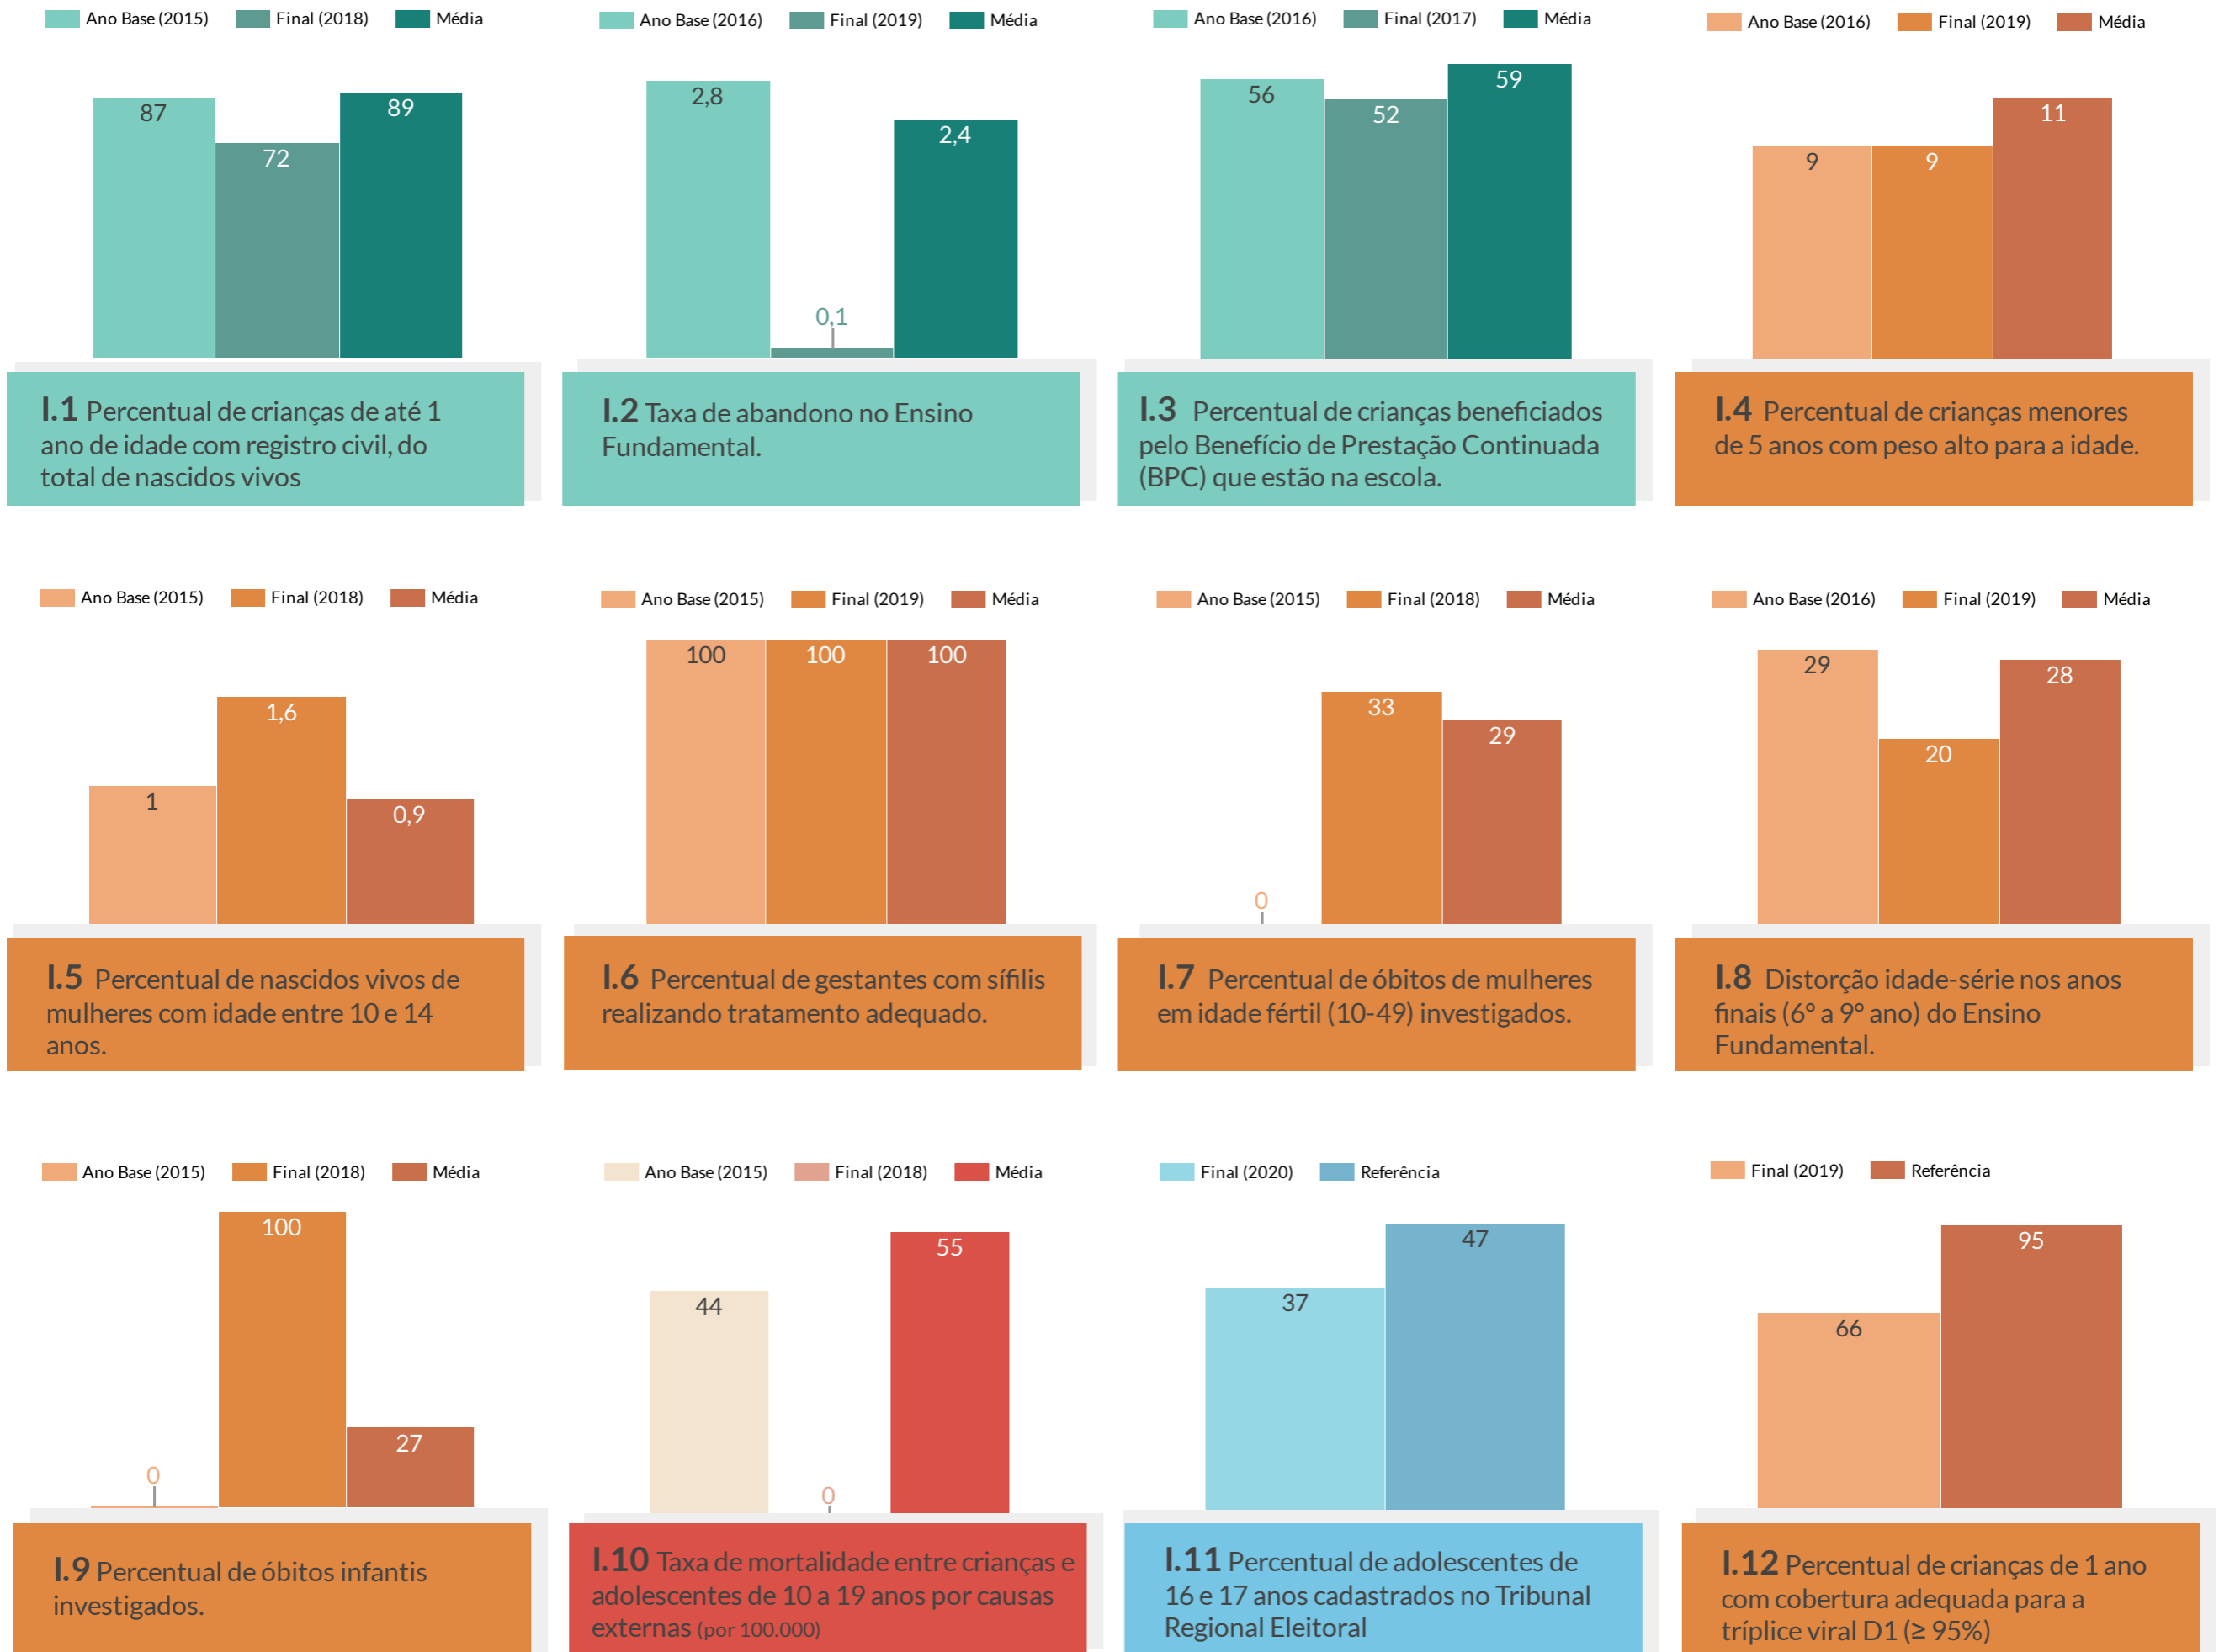 Ano Base (2015) Final (2018) Média
87
72
89
I.1 Percentual de crianças de até 1
ano de idade com registro civil, do
total de nascidos vivos
Ano Base (2016) Final (2019) Média
2,8
0,1
2,4
I.2 Taxa de abandono no Ensino
Fundamental.
Ano Base (2016) Final (2017) Média
56
52
59
I.3 Percentual de crianças beneficiados
pelo Benefício de Prestação Continuada
(BPC) que estão na escola.
Ano Base (2016) Final (2019) Média
9
9
11
I.4 Percentual de crianças menores
de 5 anos com peso alto para a idade.
Ano Base (2015) Final (2018) Média
1
1,6
0,9
I.5 Percentual de nascidos vivos de
mulheres com idade entre 10 e 14
anos.
Ano Base (2015) Final (2019) Média
100
100
100
I.6 Percentual de gestantes com sífilis
realizando tratamento adequado.
Ano Base (2015) Final (2018) Média
0
33
29
I.7 Percentual de óbitos de mulheres
em idade fértil (10-49) investigados.
Ano Base (2016) Final (2019) Média
29
20
28
I.8 Distorção idade-série nos anos
finais (6º a 9º ano) do Ensino
Fundamental.
Ano Base (2015) Final (2018) Média
0
100
27
I.9 Percentual de óbitos infantis
investigados.
Ano Base (2015) Final (2018) Média
44
0
55
I.10 Taxa de mortalidade entre crianças e
adolescentes de 10 a 19 anos por causas
externas (por 100.000)
Final (2020) Referência
37
47
I.11 Percentual de adolescentes de
16 e 17 anos cadastrados no Tribunal
Regional Eleitoral
Final (2019) Referência
66
95
I.12 Percentual de crianças de 1 ano
com cobertura adequada para a
tríplice viral D1 (≥ 95%)